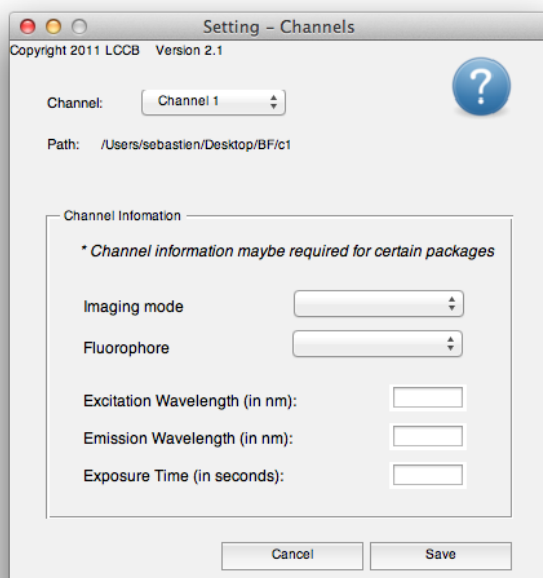 Setting – Channels
Copyright 2011 LCCB Version 2.1
Channel: Channel 1
?
Path: /Users/sebastien/Desktop/BF/c1
Channel Infomation
* Channel information maybe required for certain packages
Imaging mode
Fluorophore
Excitation Wavelength (in nm):
Emission Wavelength (in nm):
Exposure Time (in seconds):
Cancel Save